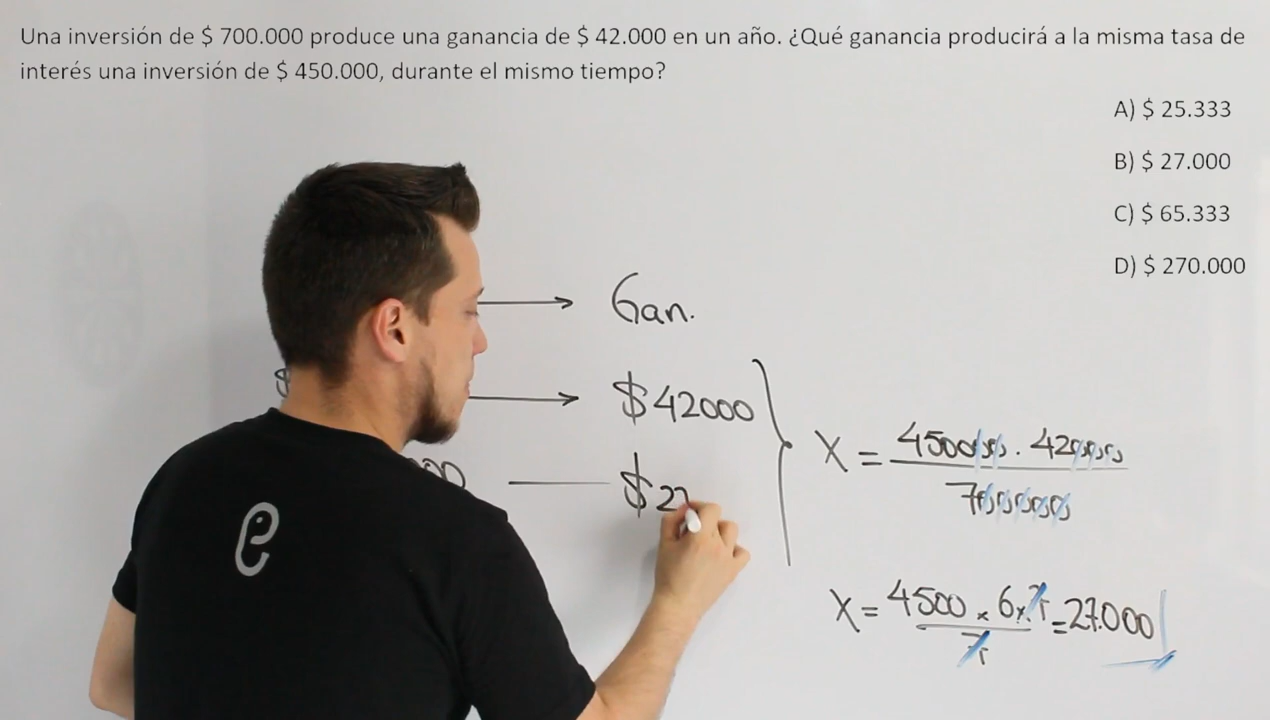 Una inversión de $ 700.000 produce una ganancia de $ 42.000 en un año. ¿Qué ganancia producirá a la misma tasa de
interés una inversión de $ 450.000, durante el mismo tiempo?
A) $ 25.333
B) $ 27.000
C) $ 65.333
D) $ 270.000
Gan.
$ $42000
00 $27
X = 450000 . 42000
700000
X = 4500 x 6 x 7 = 27.000
7